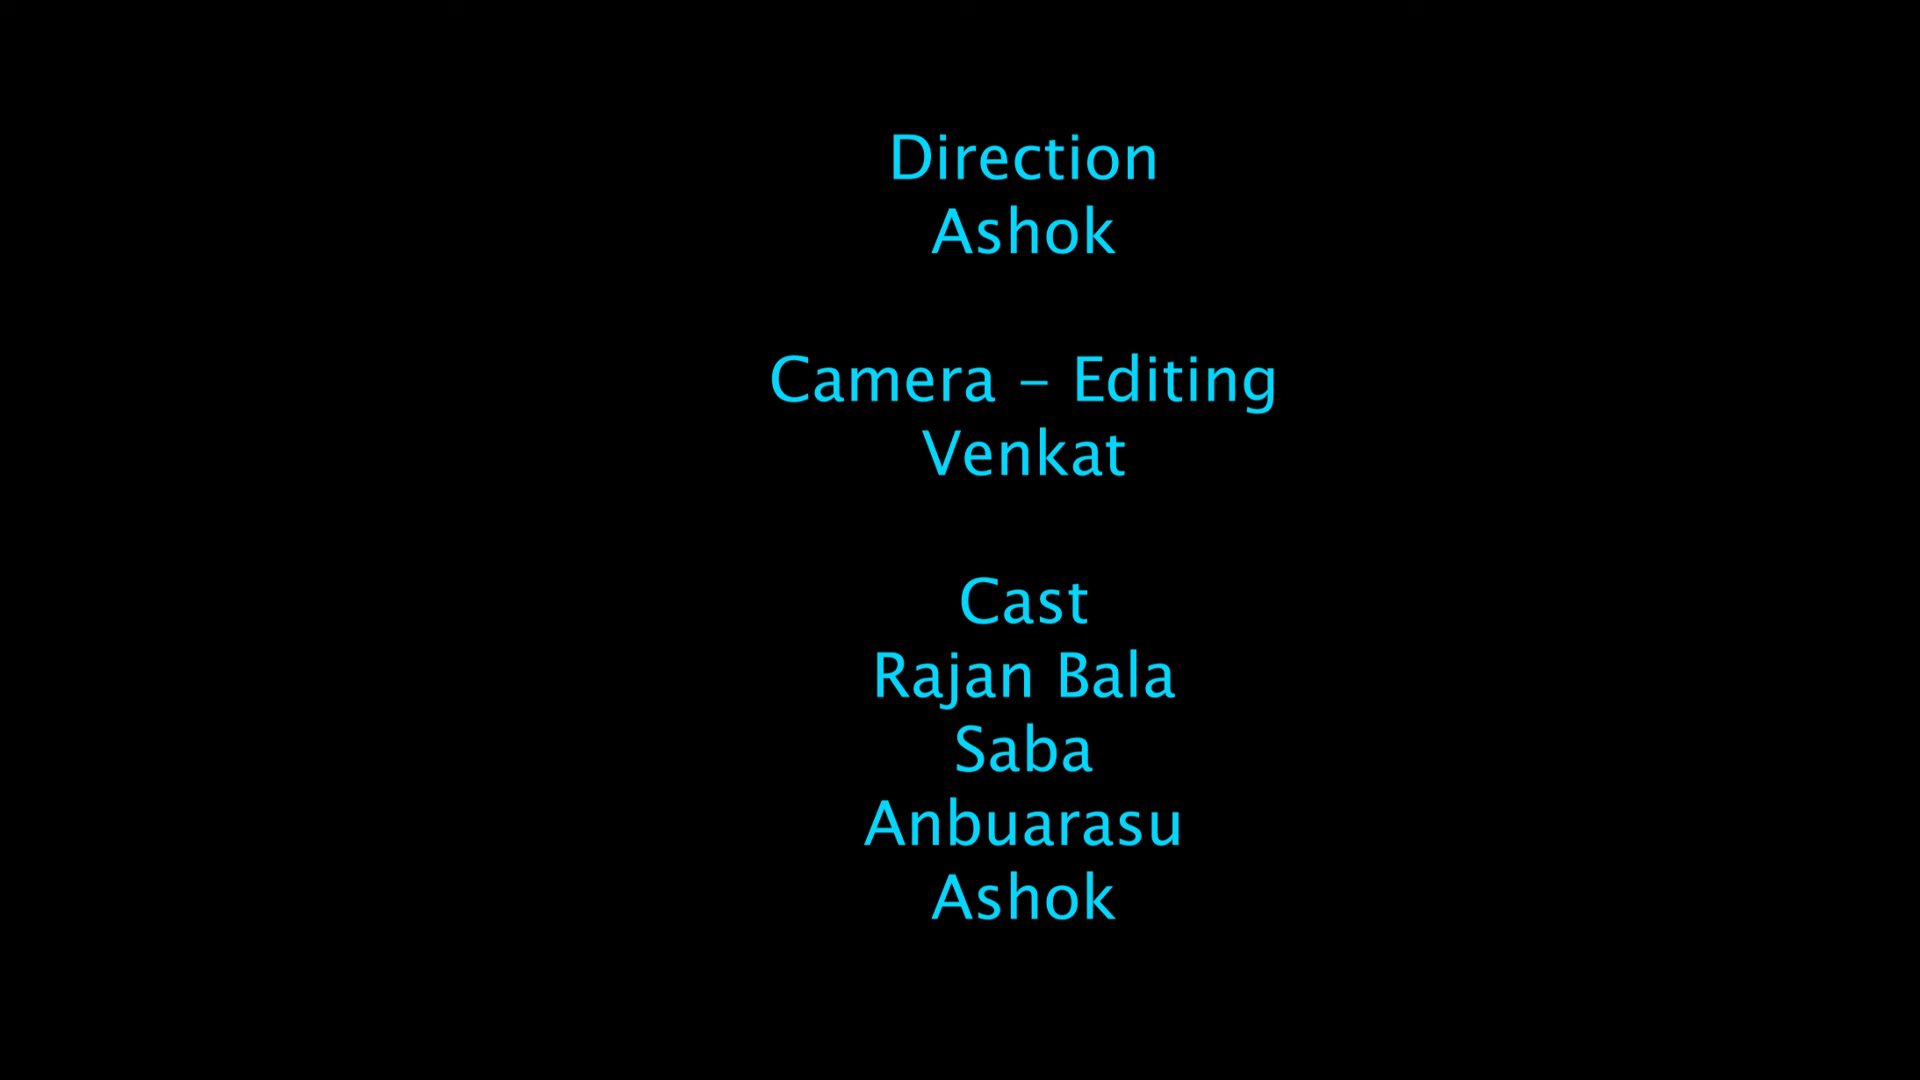 Direction
Ashok
Camera - Editing
Venkat
Cast
Rajan Bala
Saba
Anbuarasu
Ashok